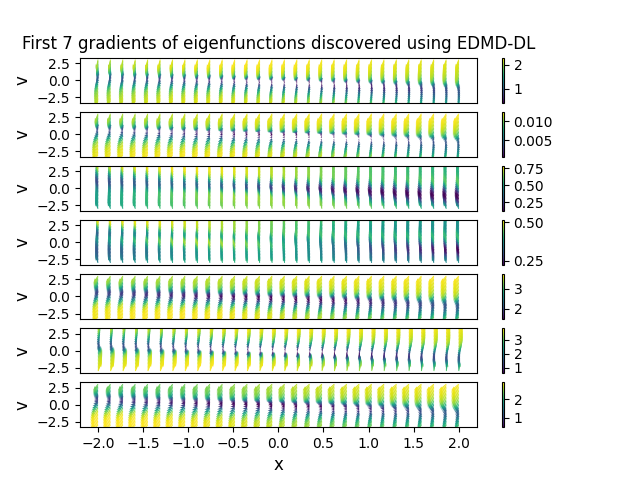 First 7 gradients of eigenfunctions discovered using EDMD-DL
v 2.5 0.0 −2.5 2 1
v 2.5 0.0 −2.5 0.010 0.005
v 2.5 0.0 −2.5 0.75 0.50 0.25
v 2.5 0.0 −2.5 0.50 0.25
v 2.5 0.0 −2.5 3 2
v 2.5 0.0 −2.5 3 2 1
v 2.5 0.0 −2.5 2 1
−2.0 −1.5 −1.0 −0.5 0.0 0.5 1.0 1.5 2.0
x